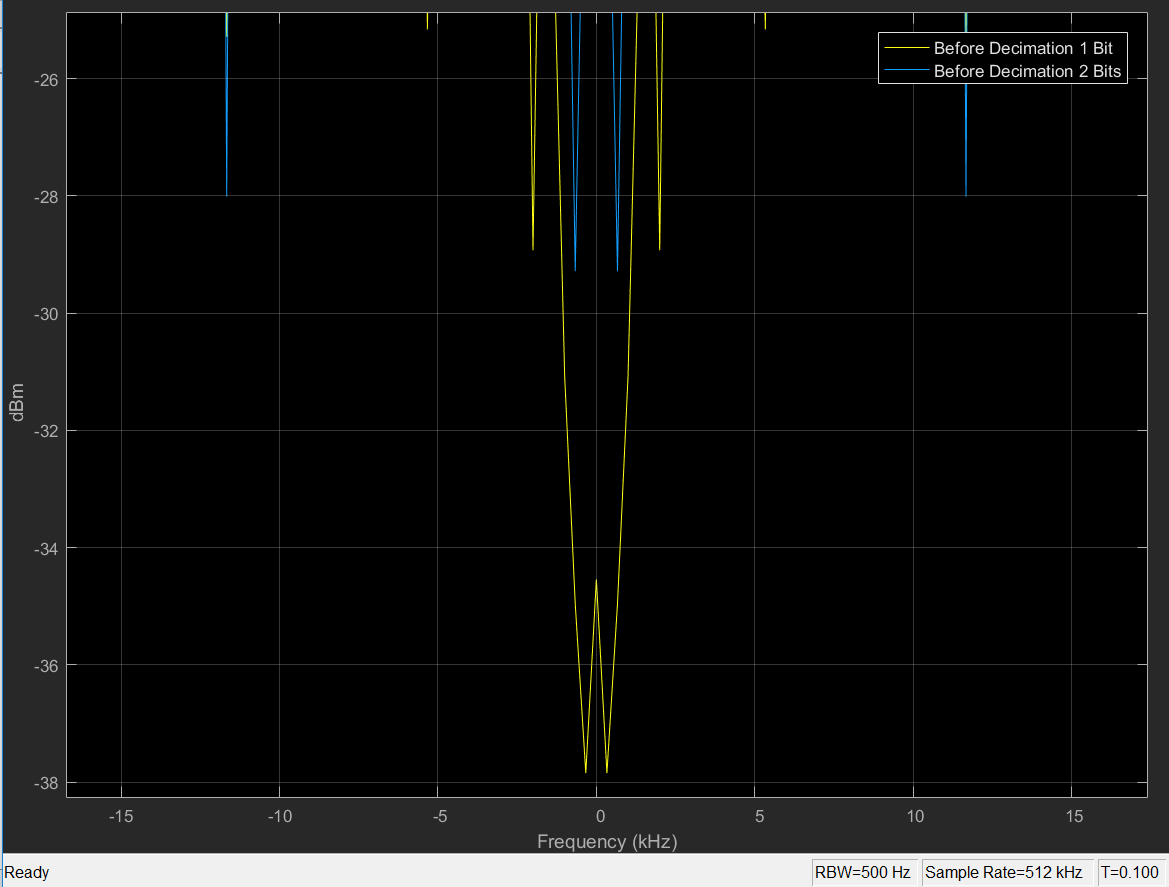 Before Decimation 1 Bit
Before Decimation 2 Bits
-26
-28
-30
-32
-34
-36
-38
dBm
-15 -10 -5 0 5 10 15
Frequency (kHz)
Ready RBW=500 Hz Sample Rate=512 kHz T=0.100